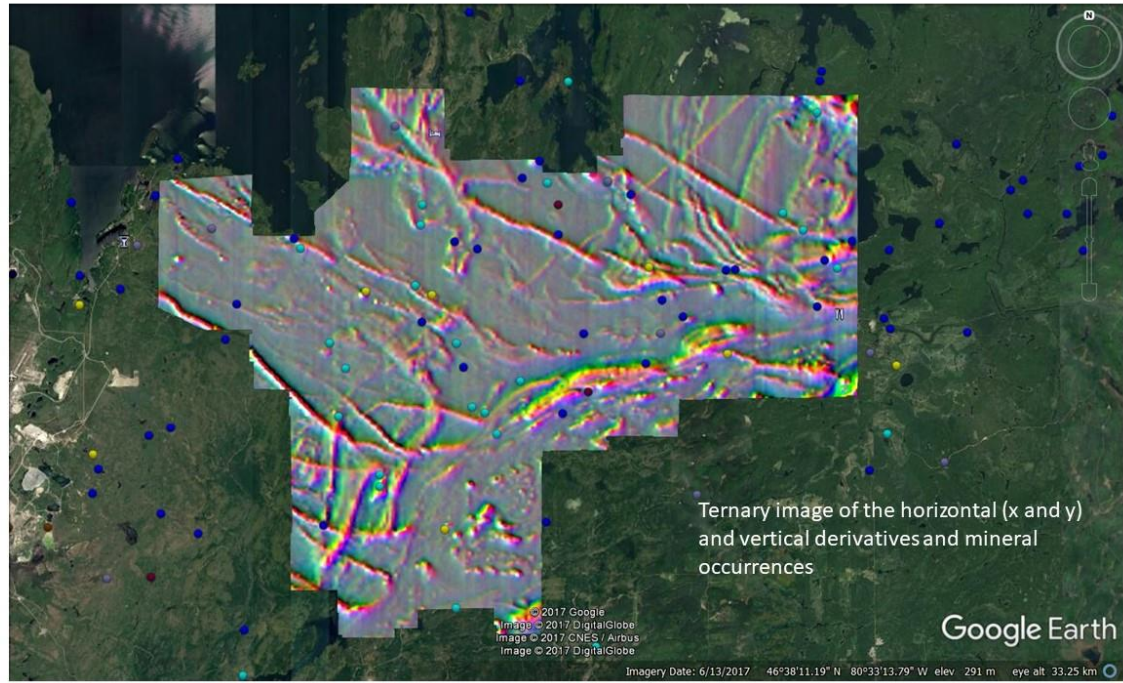 N
Ternary image of the horizontal (x and y)
and vertical derivatives and mineral
occurrences
© 2017 Google
Image © 2017 DigitalGlobe
Image © 2017 CNES / Airbus
Image © 2017 DigitalGlobe
Google Earth
Imagery Date: 6/13/2017 46°38'11.19" N 80°33'13.79" W elev 291 m eye alt 33.25 km